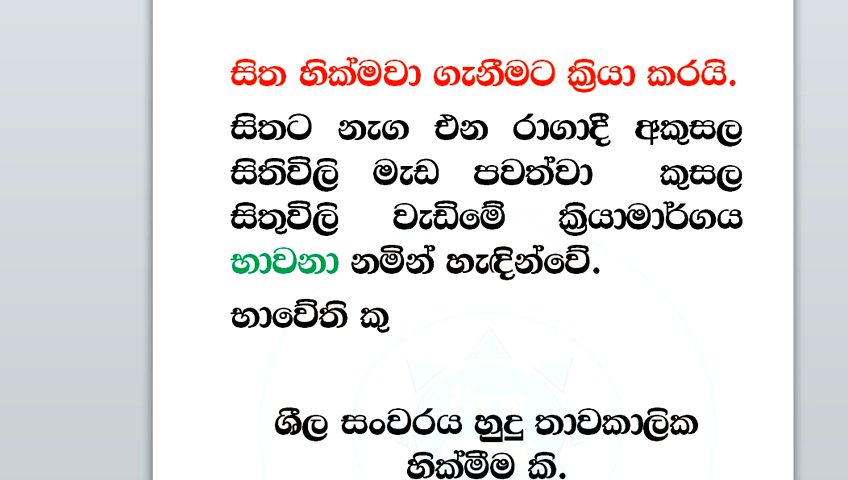 සිත හික්මවා ගැනීමට ක්‍රියා කරයි.
සිතට නැග එන රාගාදී අකුසල
සිතිවිලි මැඩ පවත්වා කුසල
සිතුවිලි වැඩිමේ ක්‍රියාමාර්ගය
භාවනා නමින් හැඳින්වේ.
භාවේති කු
ශීල සංවරය හුදු තාවකාලික
හික්මීම කි.